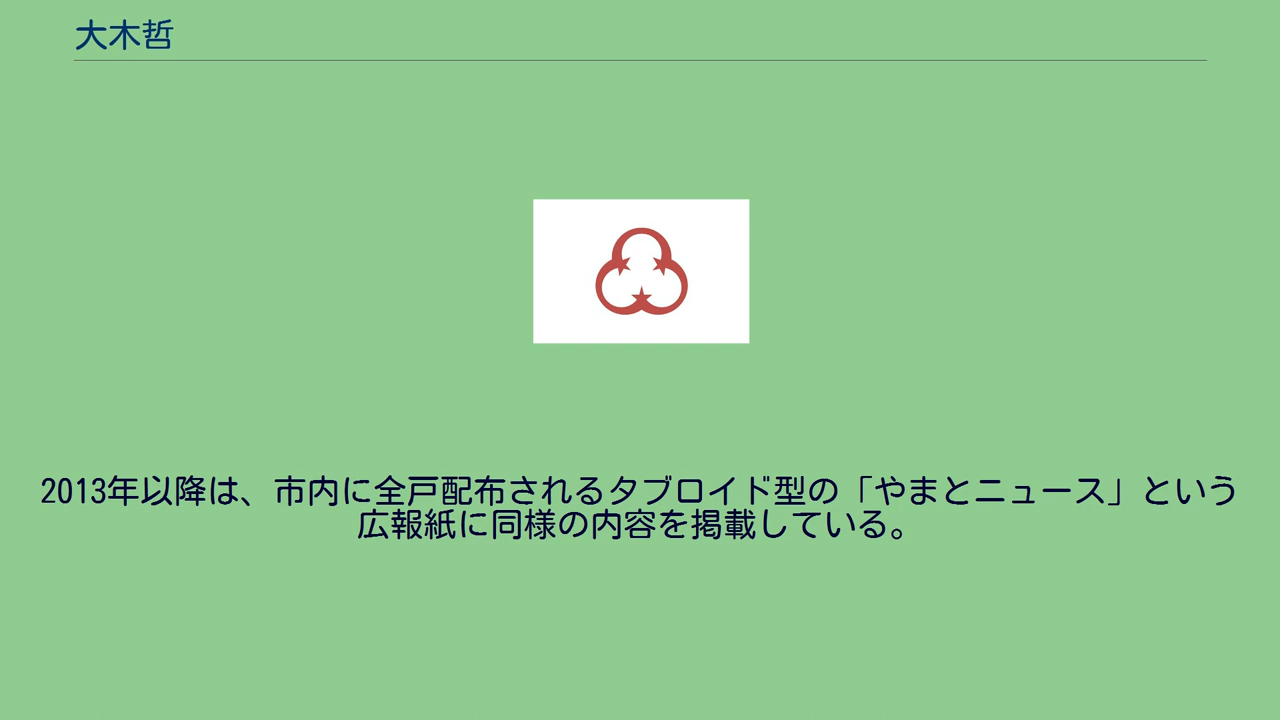 大木哲
2013年以降は、市内に全戸配布されるタブロイド型の「やまとニュース」という
広報紙に同様の内容を掲載している。